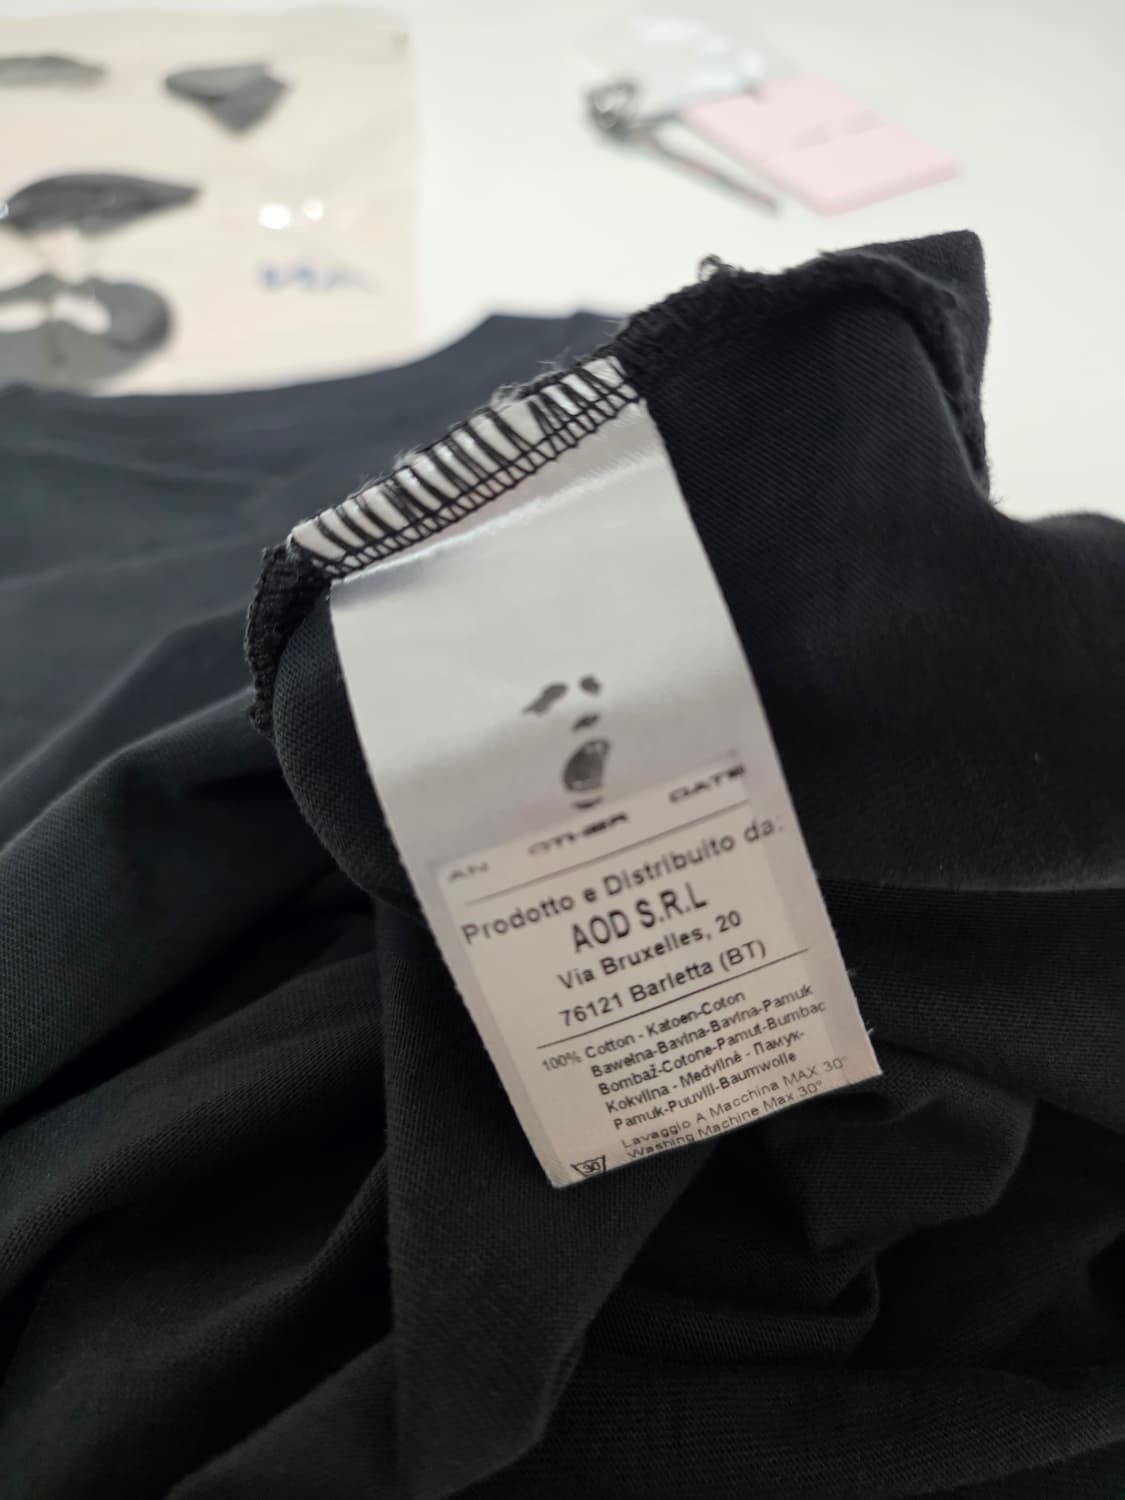 AN OTHER DATE
Prodotto e Distribuito da:
AOD S.R.L
Via Bruxelles, 20
76121 Barletta (BT)
100% Cotton - Katoen-Coton
Bawełna-Bavlna-Bavlna-Pamuk
Bombaž-Cotone-Pamut-Bumbac
Kokvilna - Medvilnė - Памук-
Pamuk-Puuvill-Baumwolle
Lavaggio A Macchina MAX 30°
Washing Machine Max 30°
30